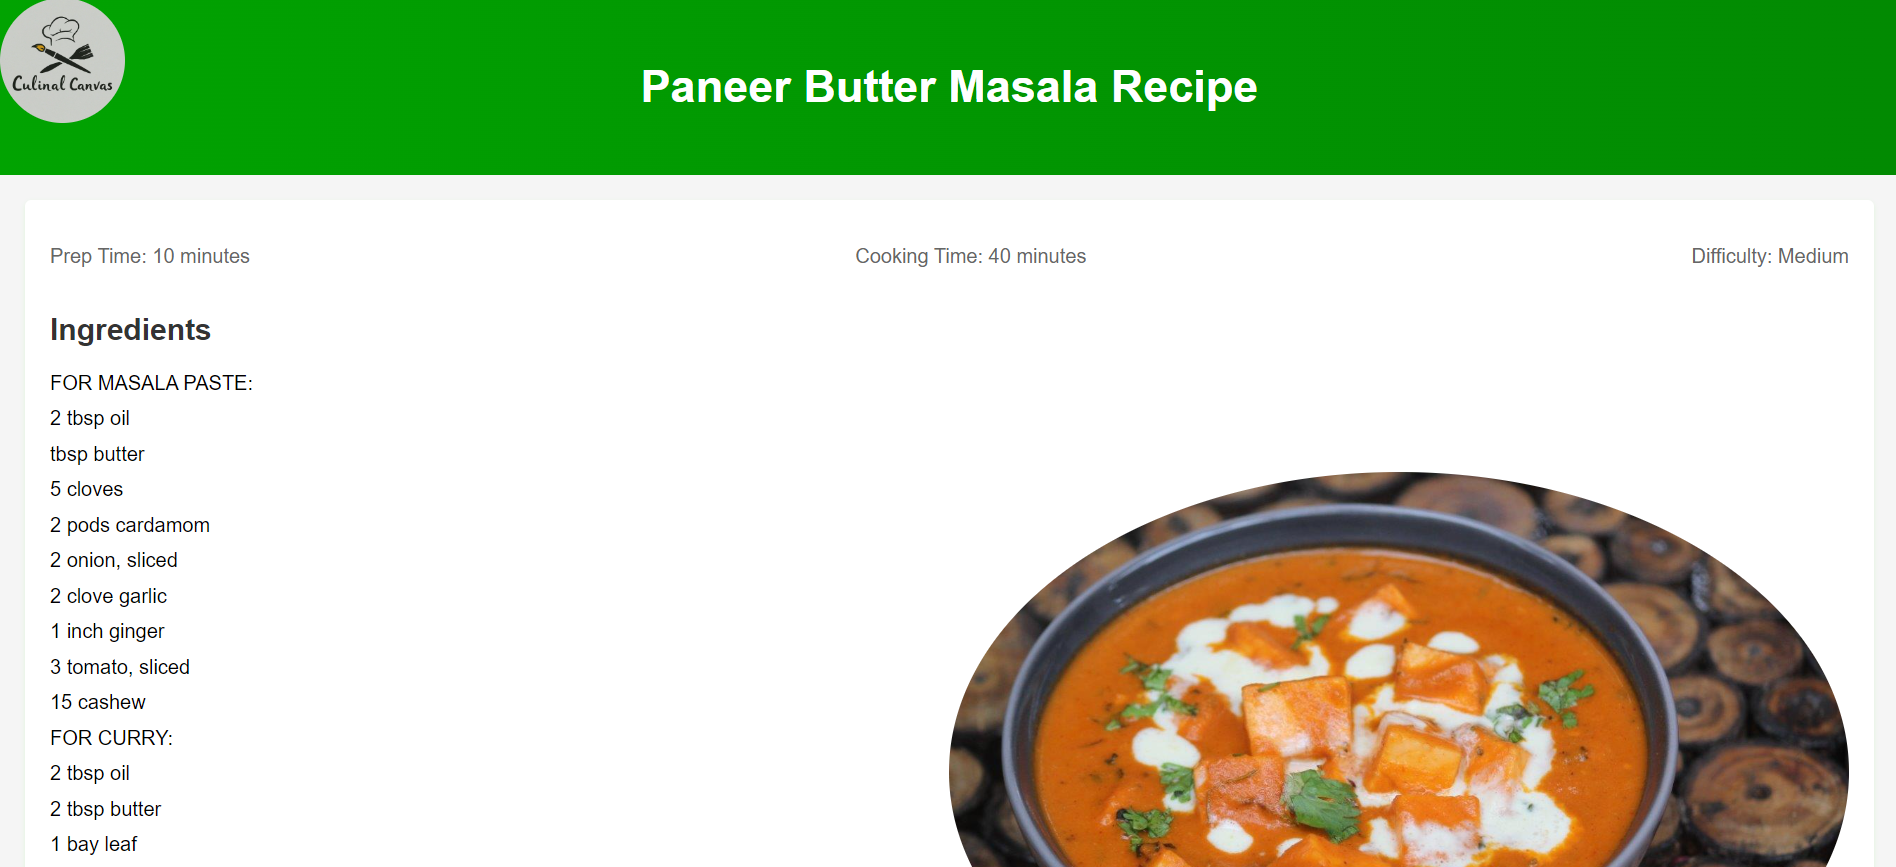 Culinal Canvas
Paneer Butter Masala Recipe
Prep Time: 10 minutes Cooking Time: 40 minutes Difficulty: Medium
Ingredients
FOR MASALA PASTE:
2 tbsp oil
tbsp butter
5 cloves
2 pods cardamom
2 onion, sliced
2 clove garlic
1 inch ginger
3 tomato, sliced
15 cashew
FOR CURRY:
2 tbsp oil
2 tbsp butter
1 bay leaf